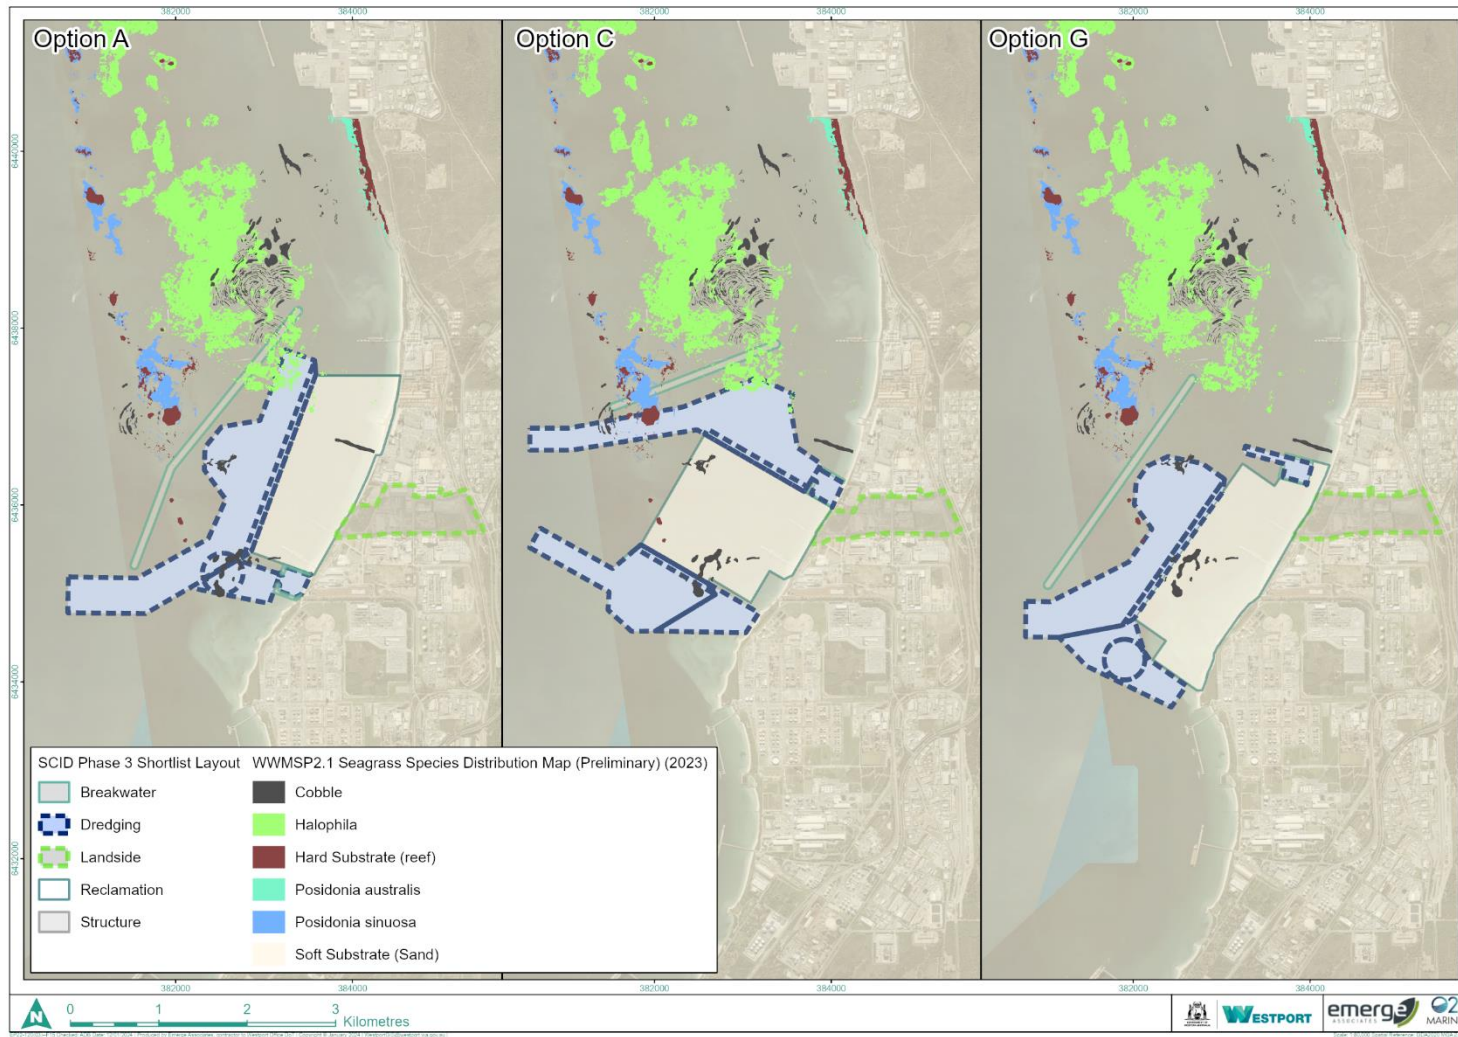 382000 384000 382000 384000 382000 384000
Option A Option C Option G
6440000
6438000
6436000
6434000
6432000
SCID Phase 3 Shortlist Layout
Breakwater
Dredging
Landside
Reclamation
Structure
WWMSP2.1 Seagrass Species Distribution Map (Preliminary) (2023)
Cobble
Halophila
Hard Substrate (reef)
Posidonia australis
Posidonia sinuosa
Soft Substrate (Sand)
382000 384000 382000 384000 382000 384000
N
0 1 2 3
Kilometres
WESTPORT
emerge
ASSOCIATES
O2
MARINE